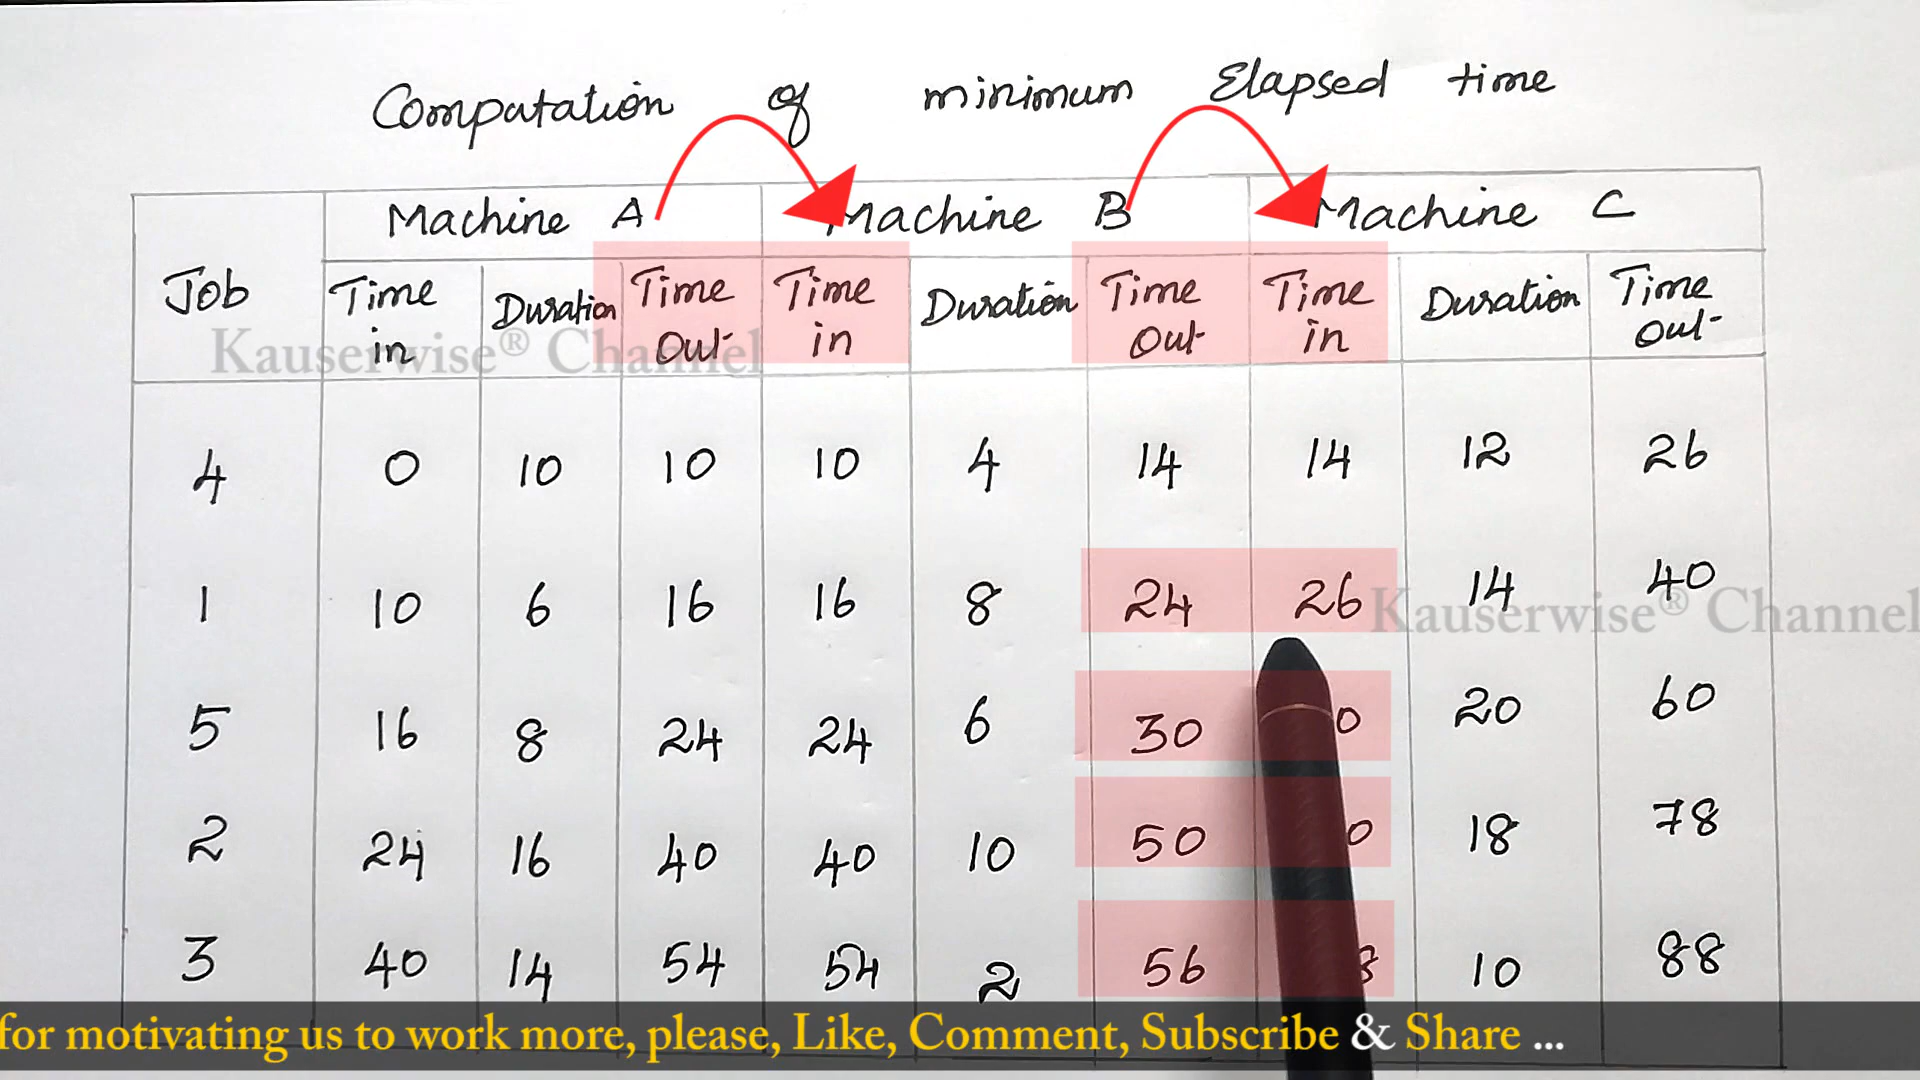 Computation of minimum Elapsed time
Job Machine A Machine B Machine C
Time in Duration Time Out Time in Duration Time Out Time in Duration Time Out
Kauserwise® Channel
4 0 10 10 10 4 14 14 12 26
1 10 6 16 16 8 24 26 14 40
Kauserwise® Channel
5 16 8 24 24 6 30 20 60
2 24 16 40 40 10 50 18 78
3 40 14 54 54 2 56 10 88
for motivating us to work more, please, Like, Comment, Subscribe & Share ...